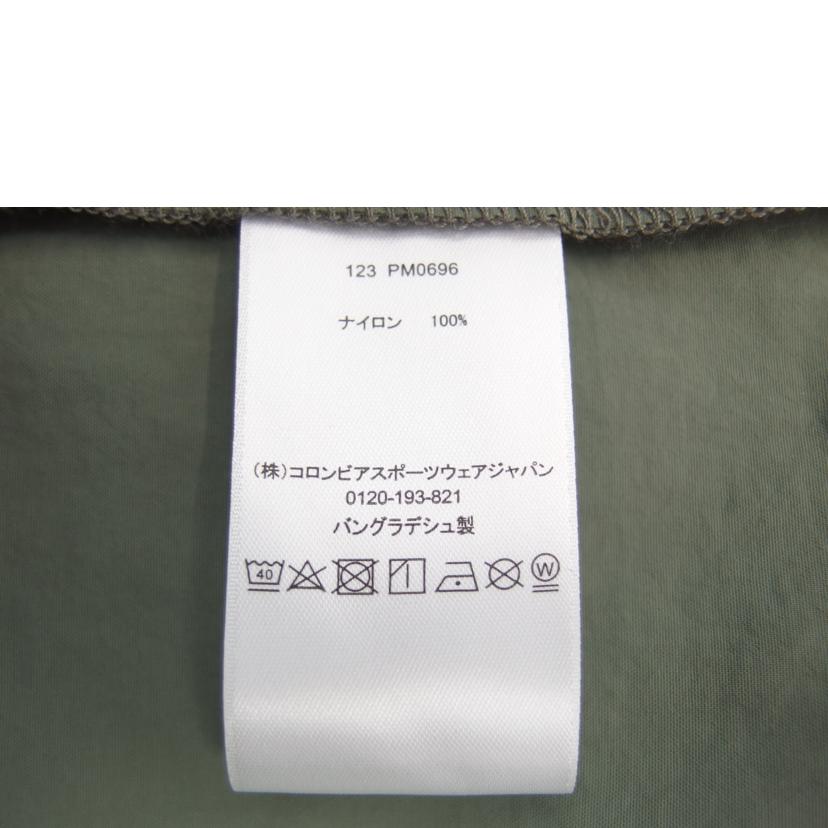 123 PM0696
ナイロン 100%
(株)コロンビアスポーツウェアジャパン
0120-193-821
バングラデシュ製
40 W